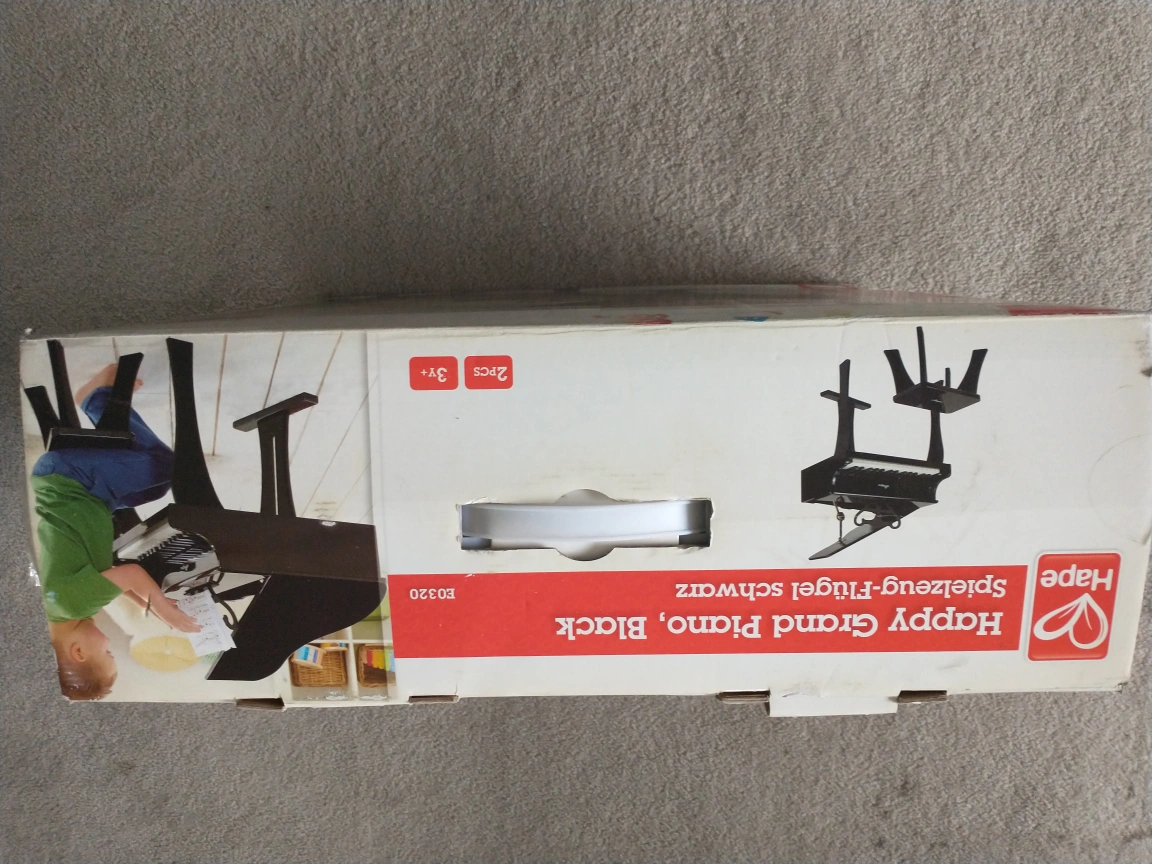 Hape
Happy Grand Piano, Black
Spielzeug-Flügel schwarz
E0320
2PCS
3Y+